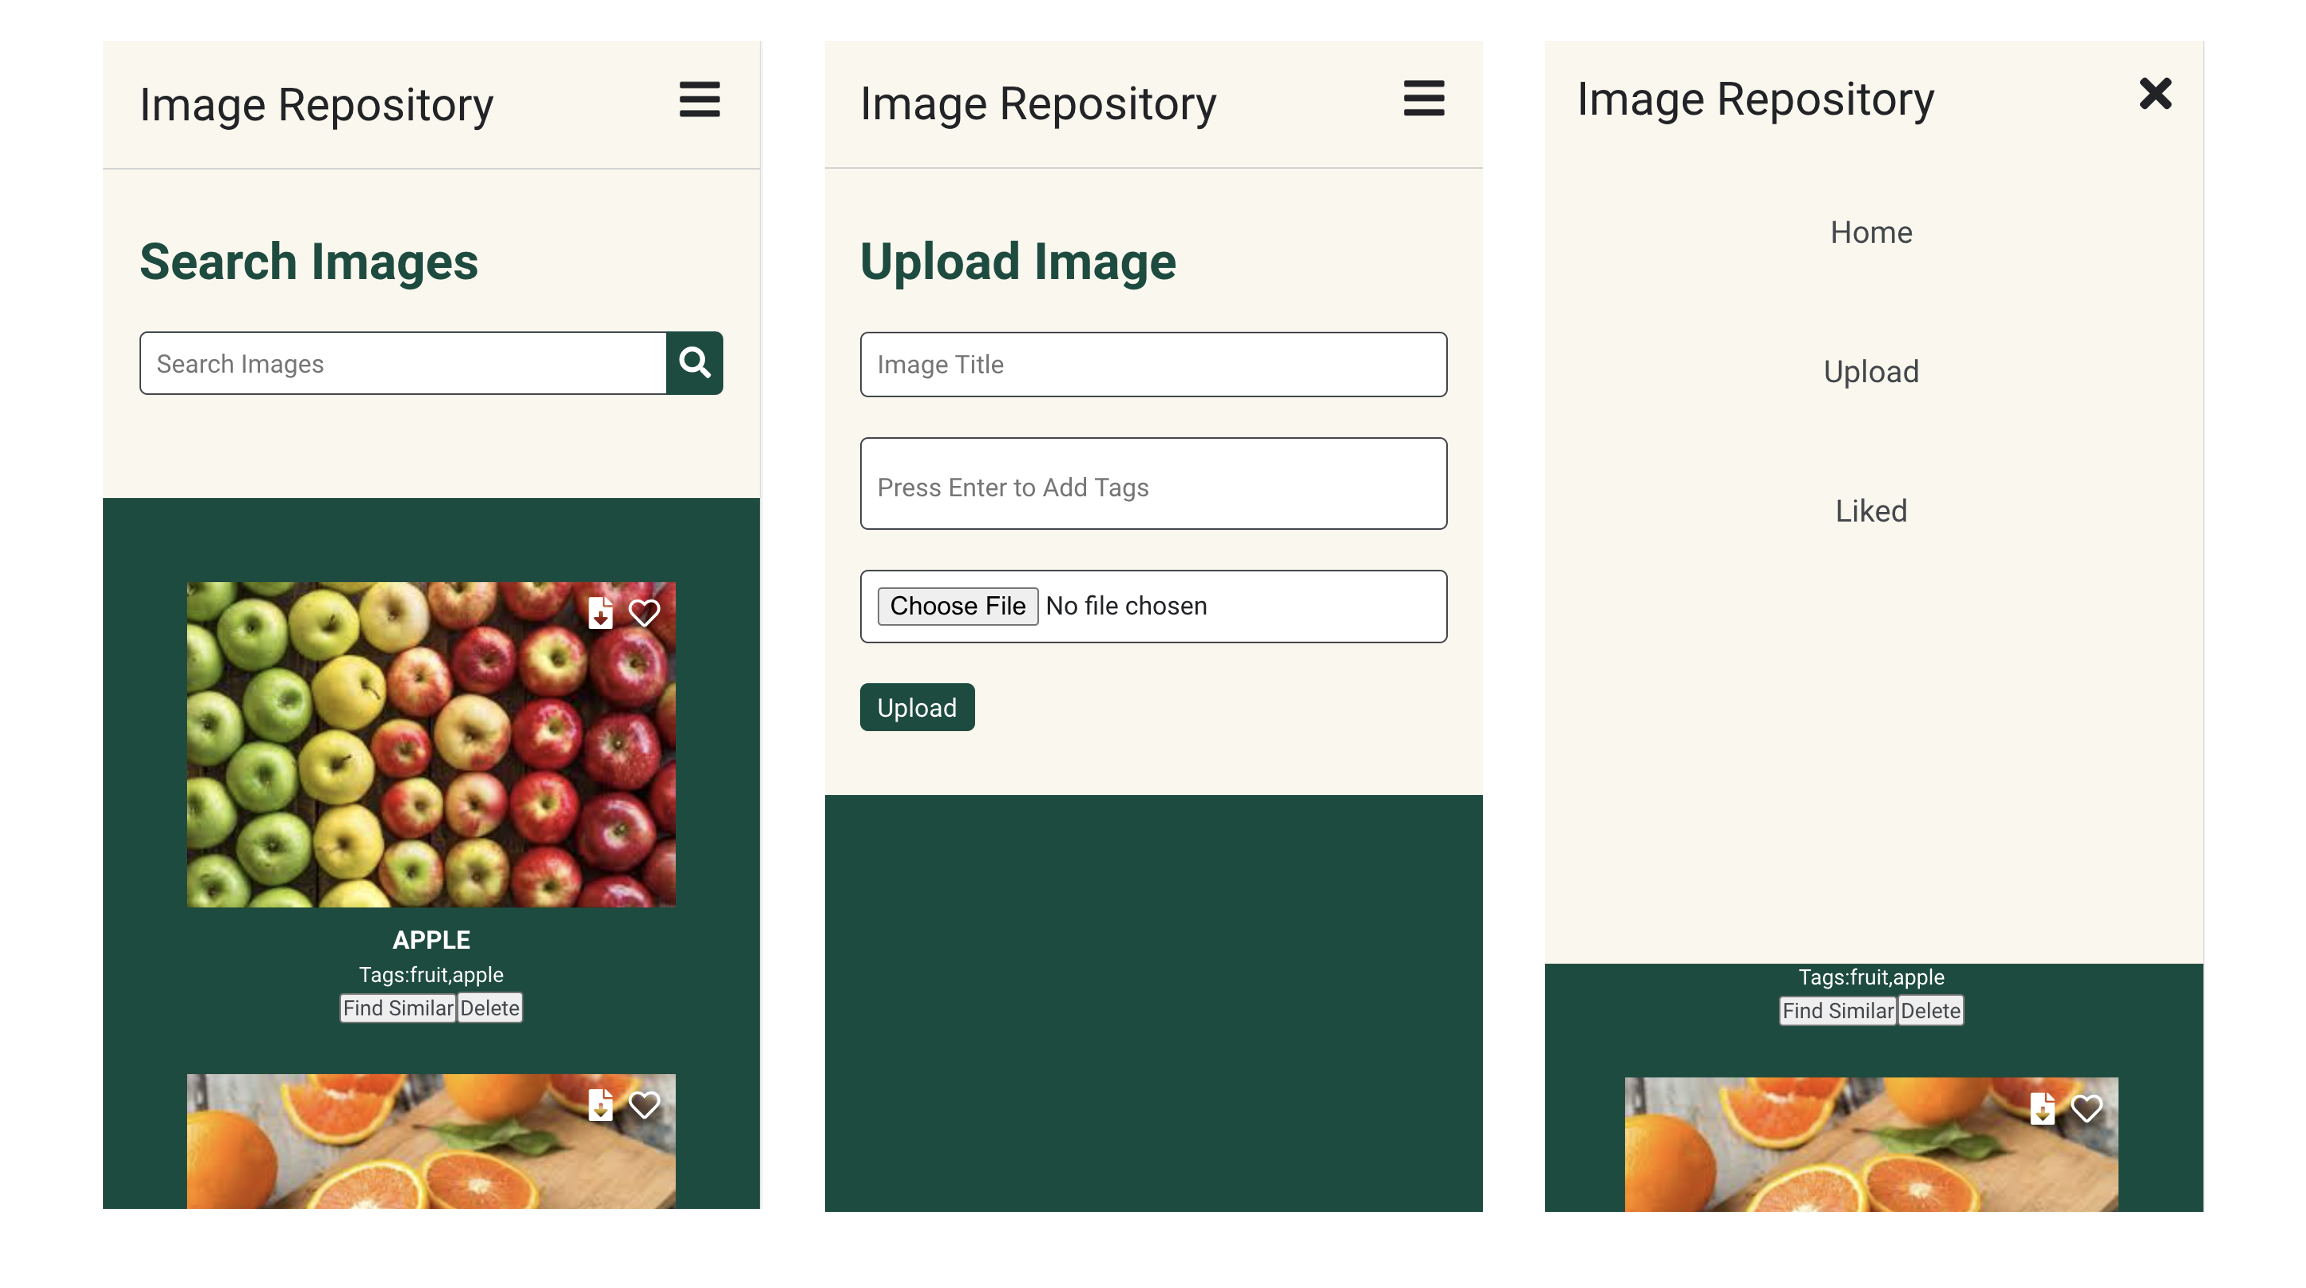 Image Repository
Search Images
Search Images
APPLE
Tags:fruit,apple
Find Similar Delete
Image Repository
Upload Image
Image Title
Press Enter to Add Tags
Choose File No file chosen
Upload
Image Repository
Home
Upload
Liked
Tags:fruit,apple
Find Similar Delete